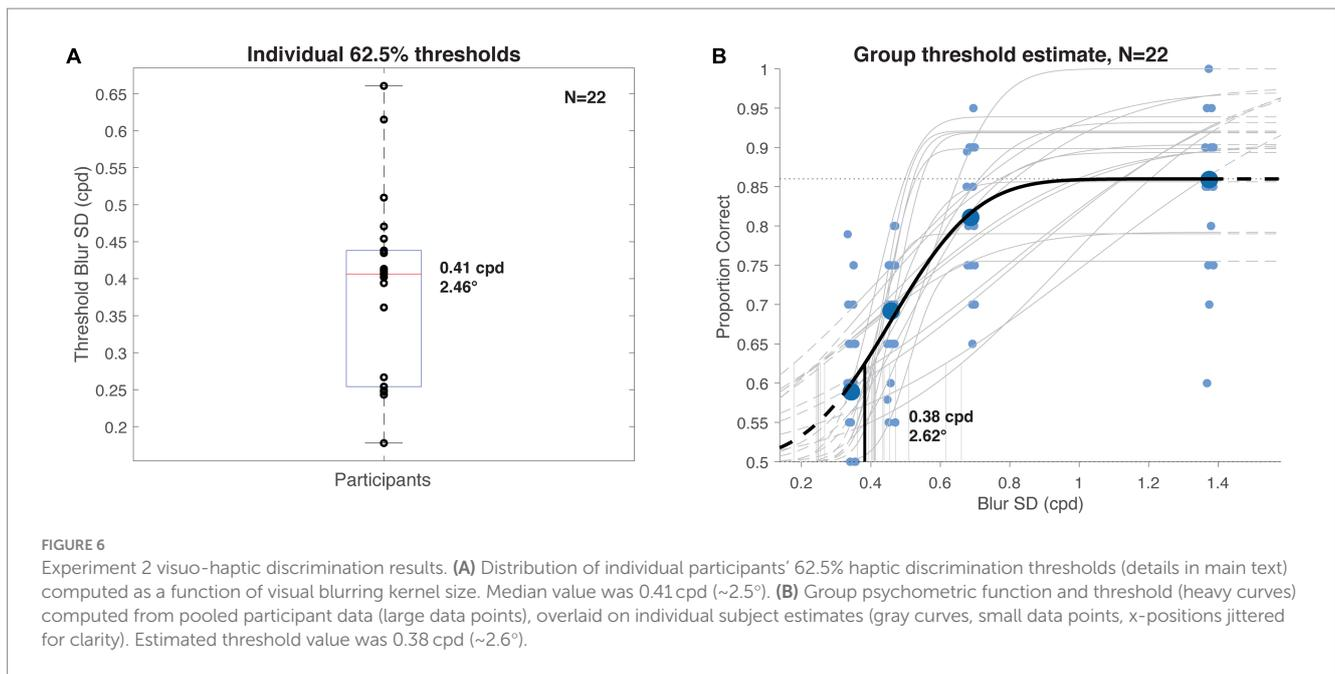 A
Individual 62.5% thresholds
N=22
0.65
0.6
0.55
0.5
0.45
0.4
0.35
0.3
0.25
0.2
Threshold Blur SD (cpd)
0.41 cpd
2.46°
Participants
B
Group threshold estimate, N=22
1
0.95
0.9
0.85
0.8
0.75
0.7
0.65
0.6
0.55
0.5
Proportion Correct
0.38 cpd
2.62°
0.2 0.4 0.6 0.8 1 1.2 1.4
Blur SD (cpd)
FIGURE 6
Experiment 2 visuo-haptic discrimination results. (A) Distribution of individual participants' 62.5% haptic discrimination thresholds (details in main text)
computed as a function of visual blurring kernel size. Median value was 0.41 cpd (~2.5°). (B) Group psychometric function and threshold (heavy curves)
computed from pooled participant data (large data points), overlaid on individual subject estimates (gray curves, small data points, x-positions jittered
for clarity). Estimated threshold value was 0.38 cpd (~2.6°).